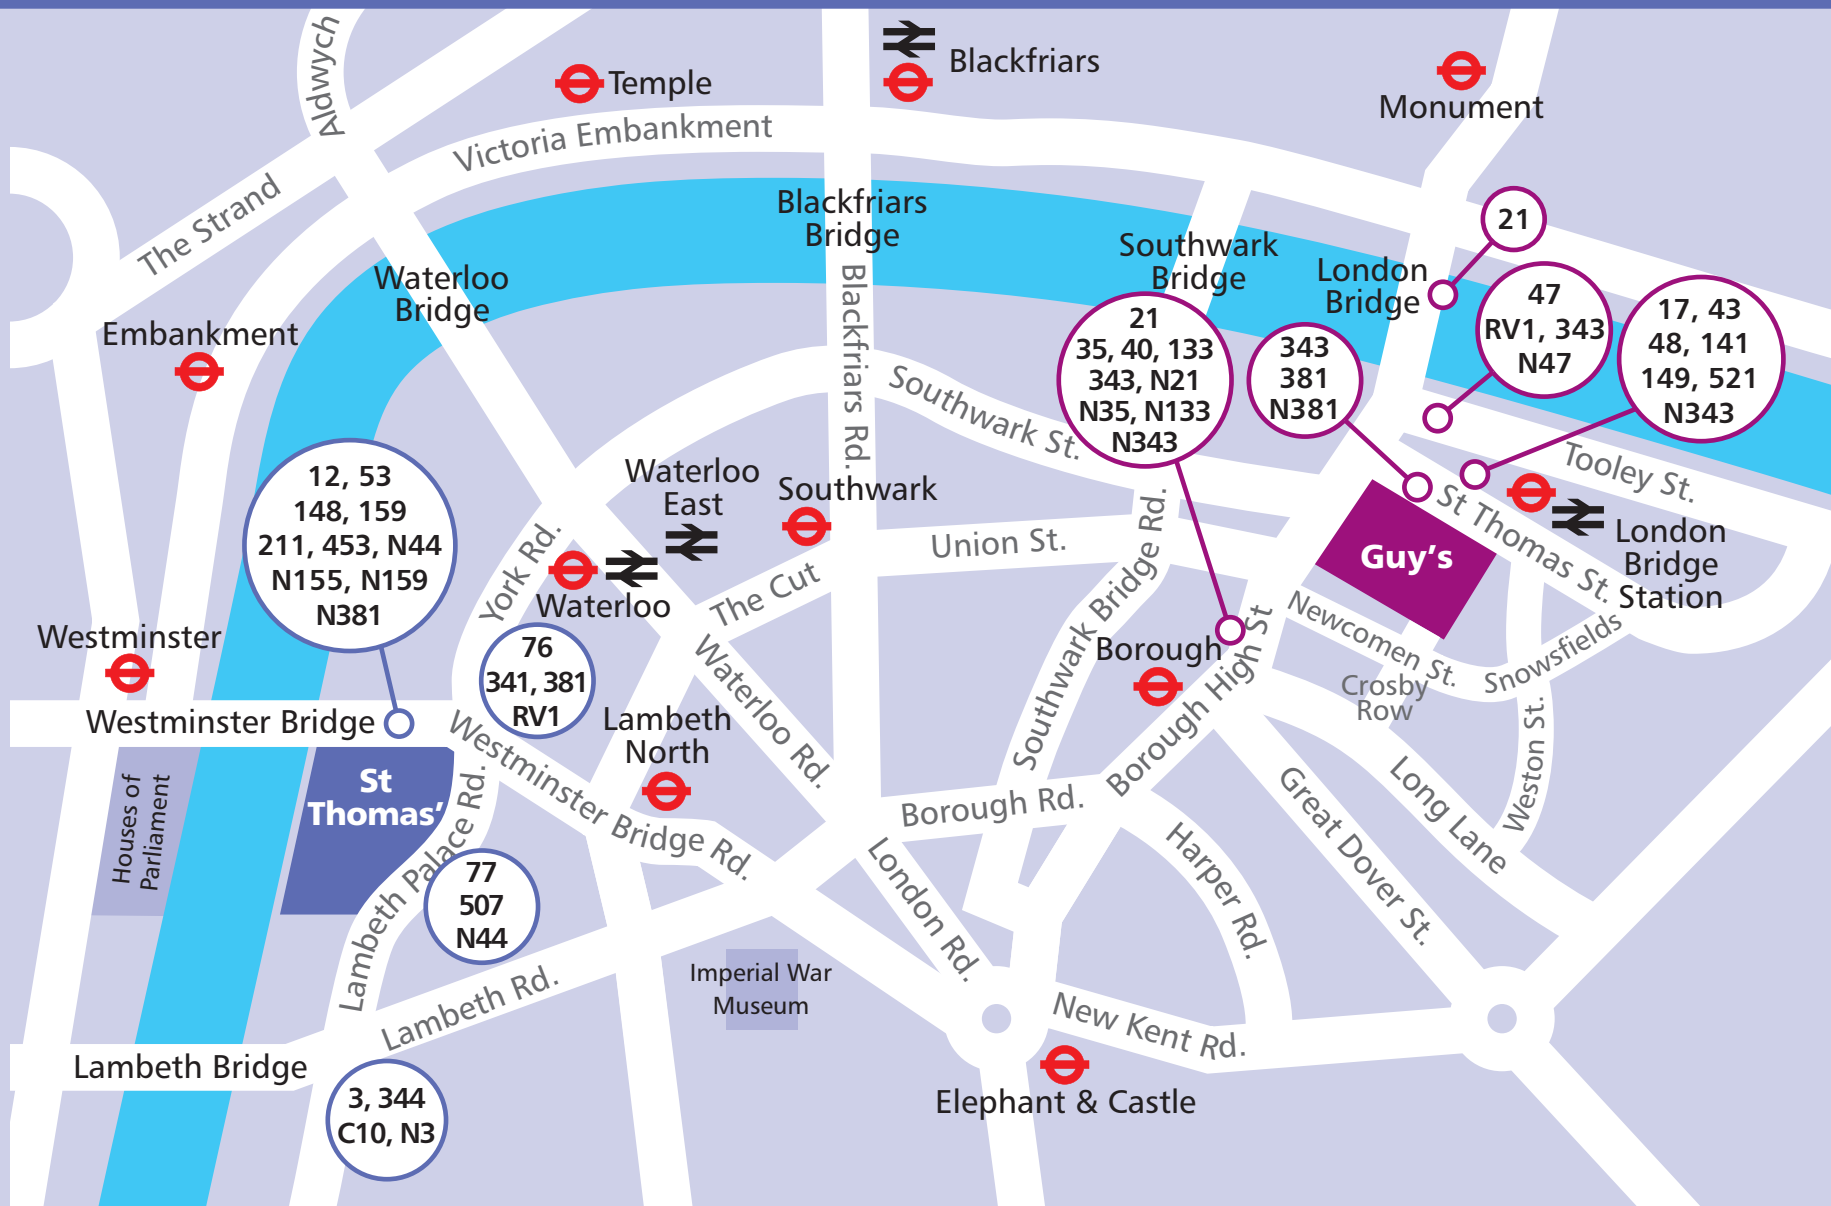 Aldwych
Temple
Blackfriars
Monument
Victoria Embankment
The Strand
Blackfriars
Bridge
21
Southwark
Bridge
London
Bridge
Waterloo
Bridge
Embankment
47
RV1, 343
N47
17, 43
48, 141
149, 521
N343
21
35, 40, 133
343, N21
N35, N133
N343
343
381
N381
Blackfriars Rd.
Southwark St.
Tooley St.
12, 53
148, 159
211, 453, N44
N155, N159
N381
Waterloo
East
Southwark
St Thomas St.
London
Bridge
Station
Guy's
Union St.
York Rd.
Waterloo
The Cut
Southwark Bridge Rd.
Newcomen St.
Snowsfields
Westminster
76
341, 381
RV1
Borough
Borough High St
Crosby
Row
Weston St.
Westminster Bridge
Waterloo Rd.
Lambeth
North
Westminster Bridge Rd.
St
Thomas'
Houses of
Parliament
Lambeth Palace Rd.
Borough Rd.
Long Lane
Great Dover St.
Harper Rd.
London Rd.
77
507
N44
Imperial War
Museum
Lambeth Rd.
New Kent Rd.
Lambeth Bridge
Elephant & Castle
3, 344
C10, N3